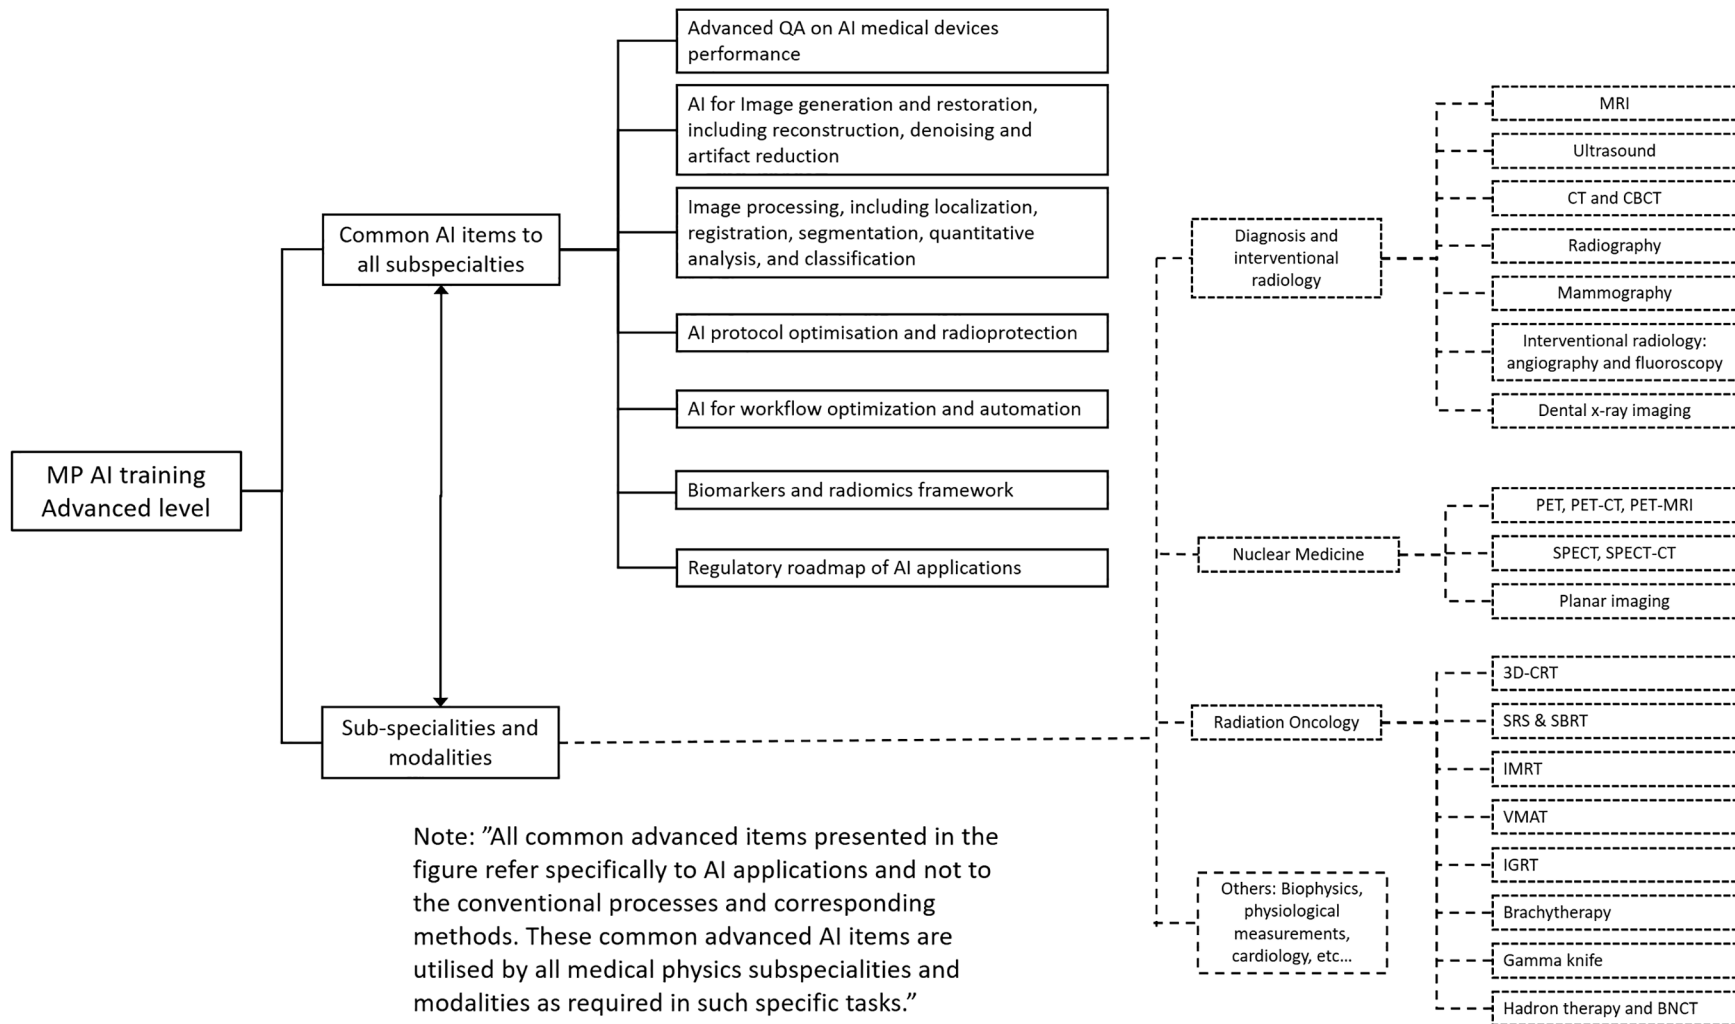 MP AI training
Advanced level
Common AI items to
all subspecialties
Sub-specialities and
modalities
Advanced QA on AI medical devices
performance
AI for Image generation and restoration,
including reconstruction, denoising and
artifact reduction
Image processing, including localization,
registration, segmentation, quantitative
analysis, and classification
AI protocol optimisation and radioprotection
AI for workflow optimization and automation
Biomarkers and radiomics framework
Regulatory roadmap of AI applications
Diagnosis and
interventional
radiology
MRI
Ultrasound
CT and CBCT
Radiography
Mammography
Interventional radiology:
angiography and fluoroscopy
Dental x-ray imaging
Nuclear Medicine
PET, PET-CT, PET-MRI
SPECT, SPECT-CT
Planar imaging
Radiation Oncology
3D-CRT
SRS & SBRT
IMRT
VMAT
IGRT
Brachytherapy
Gamma knife
Hadron therapy and BNCT
Others: Biophysics,
physiological
measurements,
cardiology, etc...
Note: ”All common advanced items presented in the
figure refer specifically to AI applications and not to
the conventional processes and corresponding
methods. These common advanced AI items are
utilised by all medical physics subspecialities and
modalities as required in such specific tasks.”